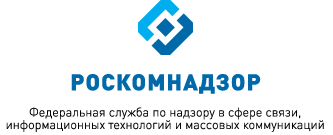 РОСКОМНАДЗОР
Федеральная служба по надзору в сфере связи,
информационных технологий и массовых коммуникаций